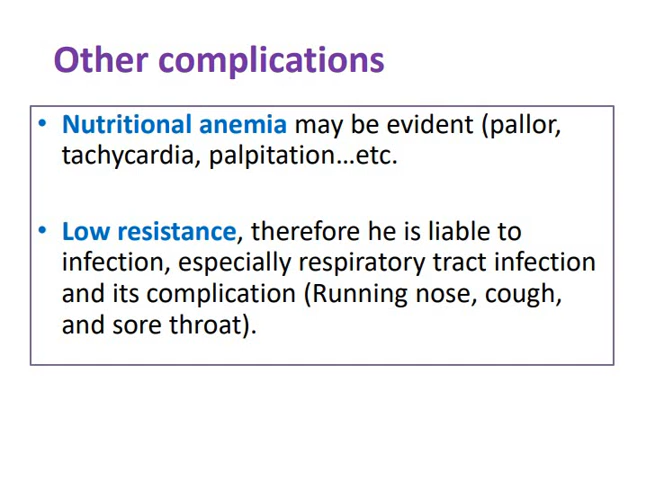 Other complications
• Nutritional anemia may be evident (pallor,
tachycardia, palpitation...etc.
• Low resistance, therefore he is liable to
infection, especially respiratory tract infection
and its complication (Running nose, cough,
and sore throat).